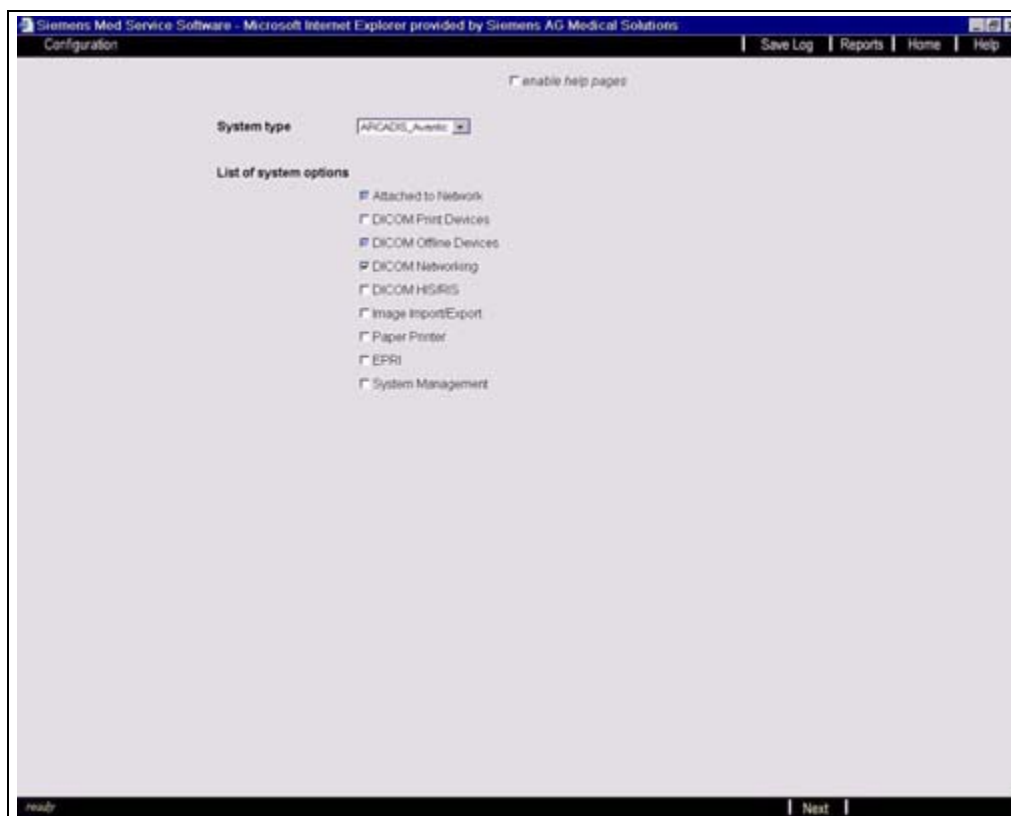 Siemens Med Service Software - Microsoft Internet Explorer provided by Siemens AG Medical Solutions
Configuration | Save Log | Reports | Home | Help
enable help pages
System type ARCADIS_Avantic
List of system options
Attached to Network
DICOM Print Devices
DICOM Offline Devices
DICOM Networking
DICOM HIS/RIS
Image Import/Export
Paper Printer
EPRI
System Management
ready | Next |